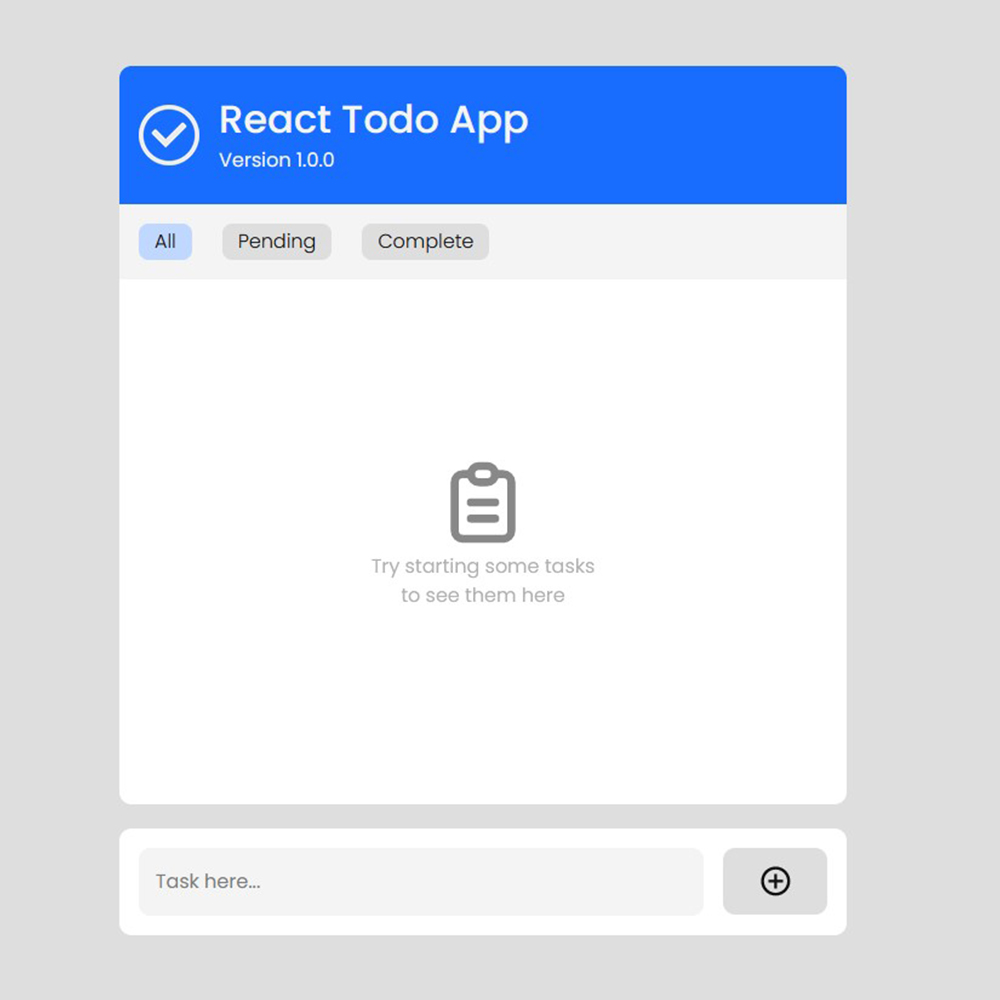 React Todo App
Version 1.0.0
All Pending Complete
Try starting some tasks
to see them here
Task here...